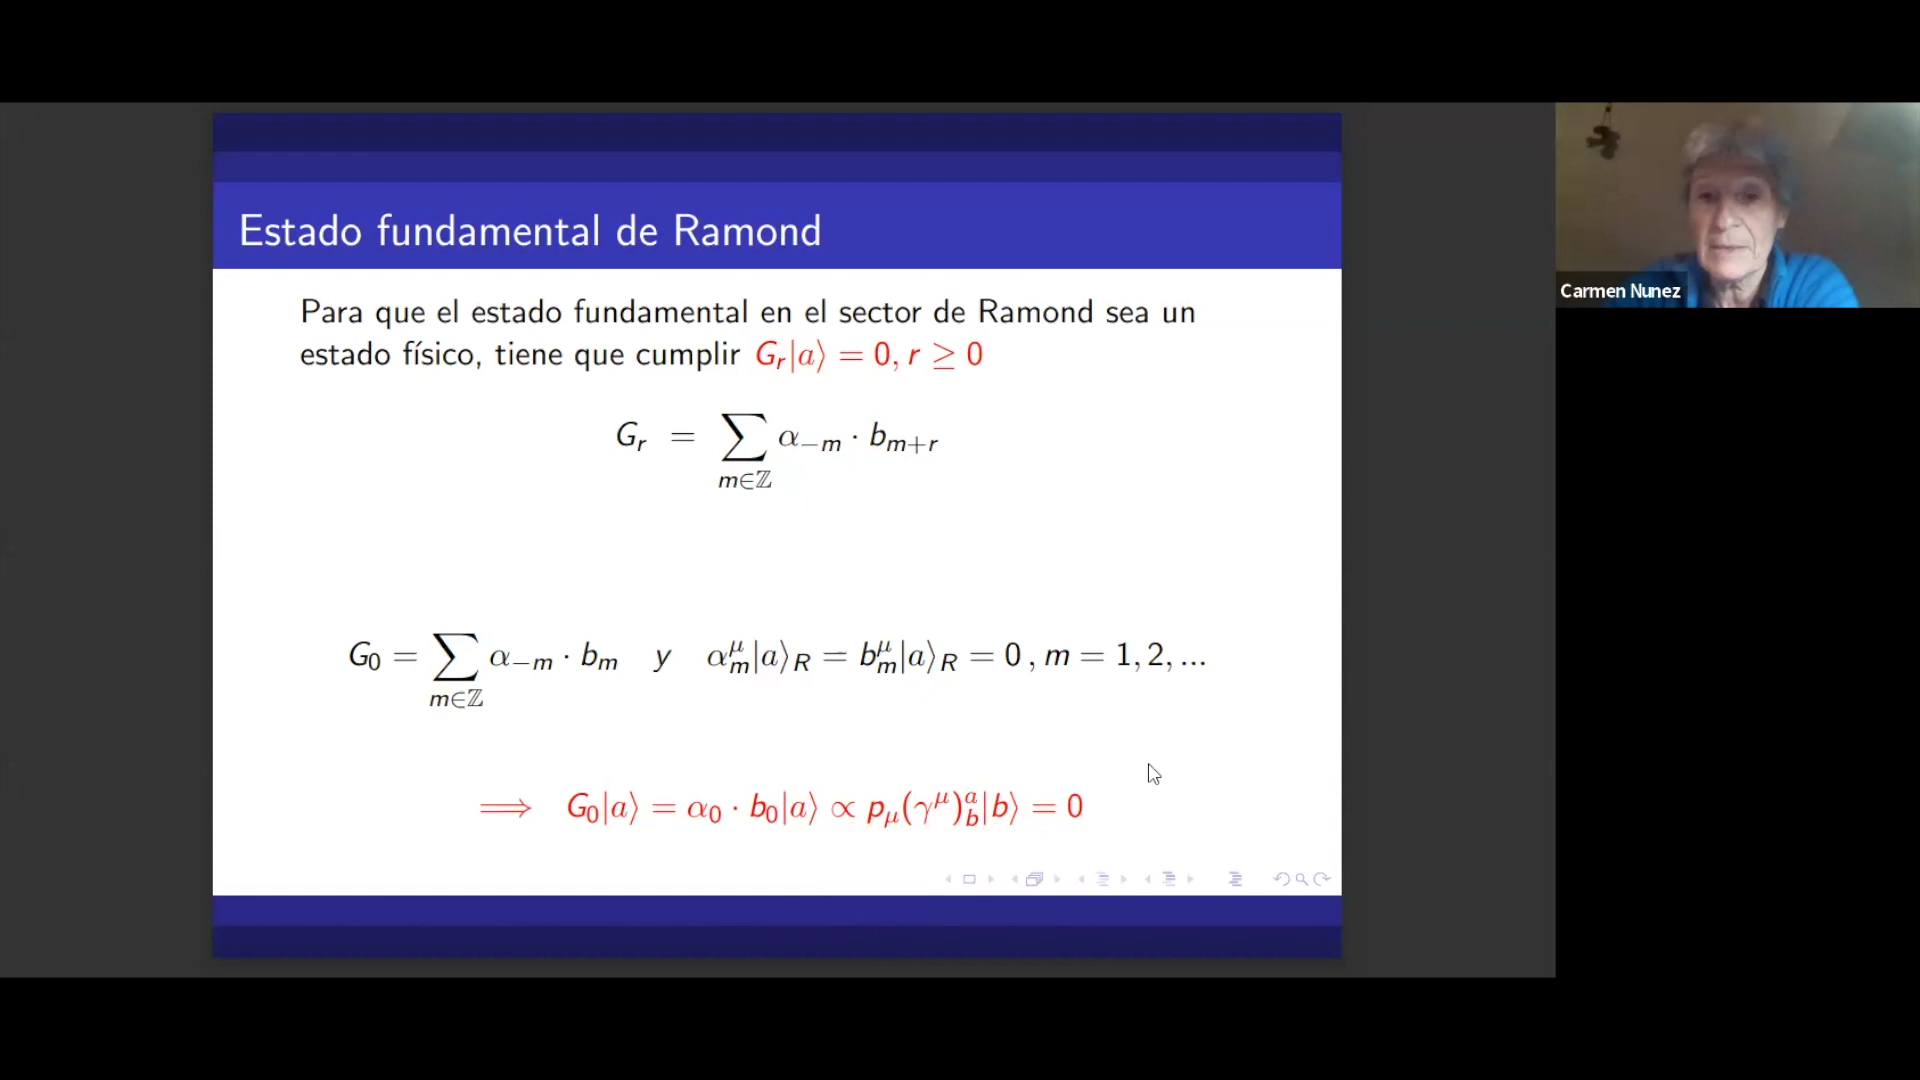 Estado fundamental de Ramond
Para que el estado fundamental en el sector de Ramond sea un
estado físico, tiene que cumplir G_r|a⟩ = 0, r ≥ 0
G_r = ∑_{m∈ℤ} α_{−m} · b_{m+r}
G_0 = ∑_{m∈ℤ} α_{−m} · b_m y α_m^μ|a⟩_R = b_m^μ|a⟩_R = 0 , m = 1, 2, ...
⟹ G_0|a⟩ = α_0 · b_0|a⟩ ∝ p_μ(γ^μ)^a_b|b⟩ = 0
Carmen Nunez